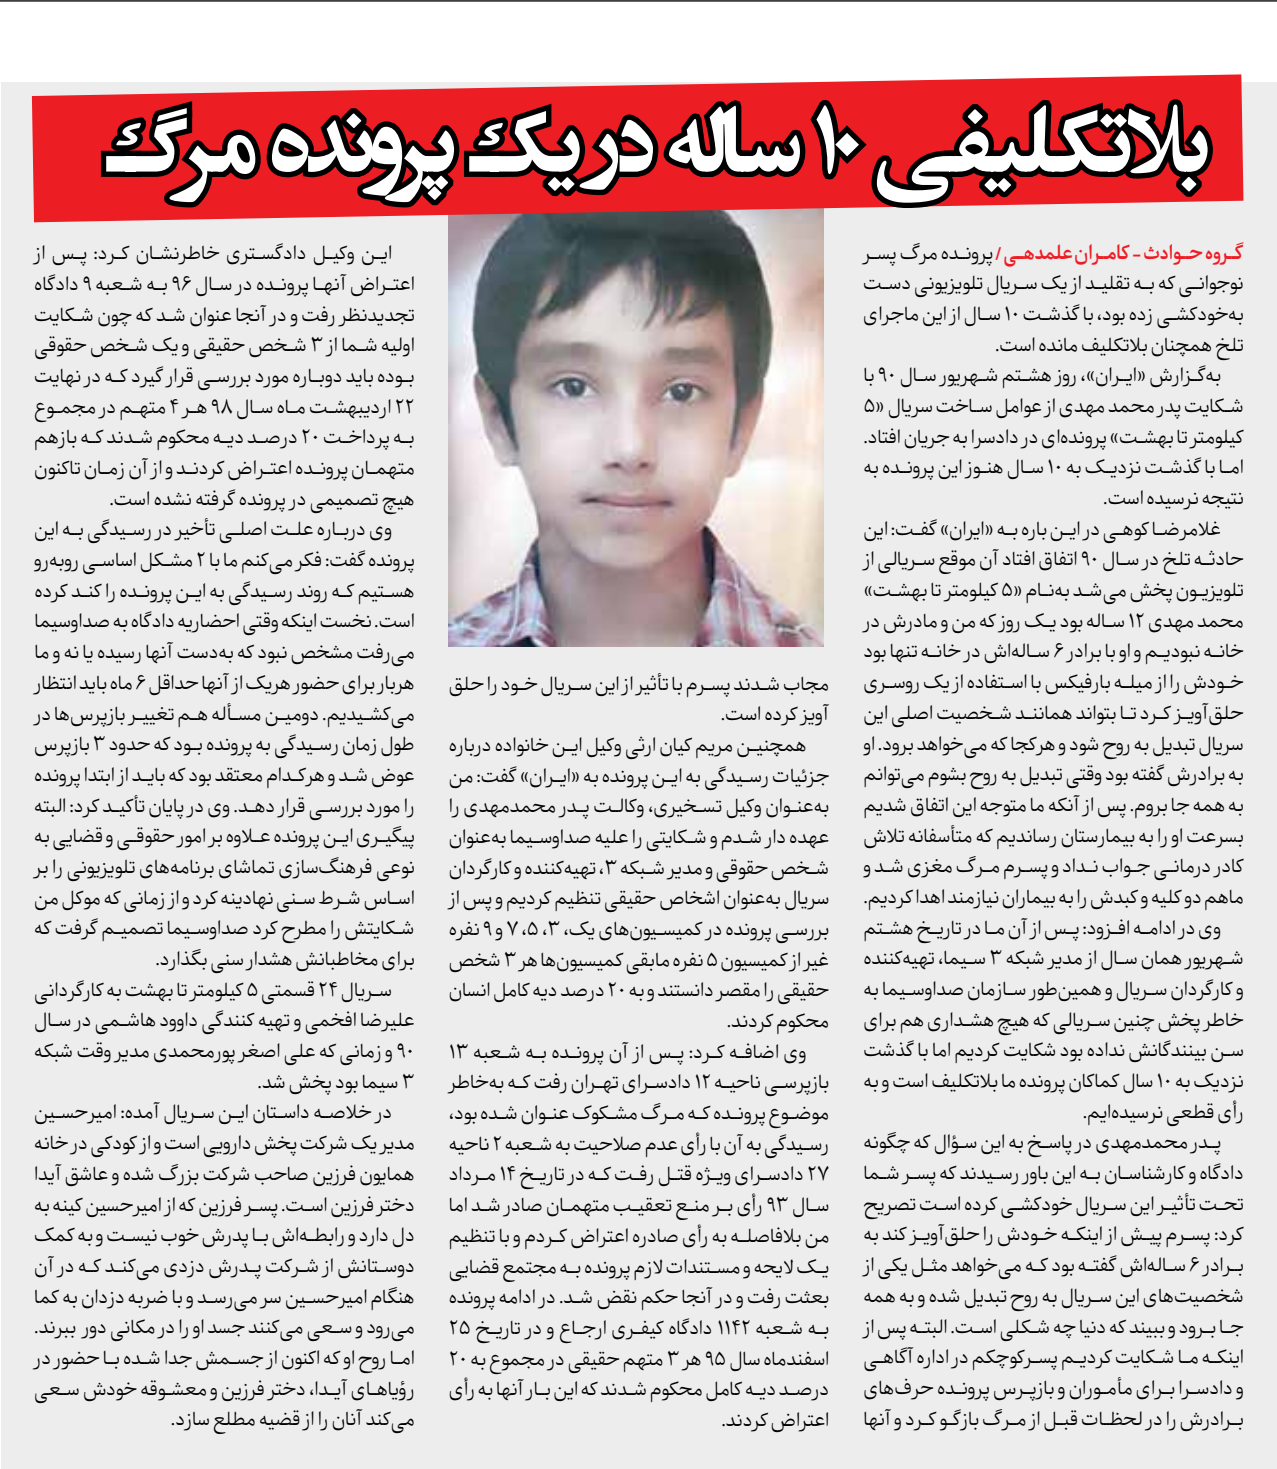 بلاتکلیفی ۱۰ ساله در یک پرونده مرگ
گروه حوادث - کامران علمدهی / پرونده مرگ پسر
نوجوانی که به تقلید از یک سریال تلویزیونی دست
به‌خودکشی زده بود، با گذشت ۱۰ سال از این ماجرای
تلخ همچنان بلاتکلیف مانده است.
به‌گزارش «ایران»، روز هشتم شهریور سال ۹۰ با
شکایت پدر محمد مهدی از عوامل ساخت سریال «۵
کیلومتر تا بهشت» پرونده‌ای در دادسرا به جریان افتاد.
اما با گذشت نزدیک به ۱۰ سال هنوز این پرونده به
نتیجه نرسیده است.
غلامرضا کوهی در این باره به «ایران» گفت: این
حادثه تلخ در سال ۹۰ اتفاق افتاد آن موقع سریالی از
تلویزیون پخش می‌شد به‌نام «۵ کیلومتر تا بهشت»
محمد مهدی ۱۲ ساله بود یک روز که من و مادرش در
خانه نبودیم و او با برادر ۶ ساله‌اش در خانه تنها بود
خودش را از میله بارفیکس با استفاده از یک روسری
حلق‌آویز کرد تا بتواند همانند شخصیت اصلی این
سریال تبدیل به روح شود و هرکجا که می‌خواهد برود. او
به برادرش گفته بود وقتی تبدیل به روح بشوم می‌توانم
به همه جا بروم. پس از آنکه ما متوجه این اتفاق شدیم
بسرعت او را به بیمارستان رساندیم که متأسفانه تلاش
کادر درمانی جواب نداد و پسرم مرگ مغزی شد و
ماهم دو کلیه و کبدش را به بیماران نیازمند اهدا کردیم.
وی در ادامه افزود: پس از آن ما در تاریخ هشتم
شهریور همان سال از مدیر شبکه ۳ سیما، تهیه‌کننده
و کارگردان سریال و همین‌طور سازمان صداوسیما به
خاطر پخش چنین سریالی که هیچ هشداری هم برای
سن بینندگانش نداده بود شکایت کردیم اما با گذشت
نزدیک به ۱۰ سال کماکان پرونده ما بلاتکلیف است و به
رأی قطعی نرسیده‌ایم.
پدر محمدمهدی در پاسخ به این سؤال که چگونه
دادگاه و کارشناسان به این باور رسیدند که پسر شما
تحت تأثیر این سریال خودکشی کرده است تصریح
کرد: پسرم پیش از اینکه خودش را حلق‌آویز کند به
برادر ۶ ساله‌اش گفته بود که می‌خواهد مثل یکی از
شخصیت‌های این سریال به روح تبدیل شده و به همه
جا برود و ببیند که دنیا چه شکلی است. البته پس از
اینکه ما شکایت کردیم پسرکوچکم در اداره آگاهی
و دادسرا برای مأموران و بازپرس پرونده حرف‌های
برادرش را در لحظات قبل از مرگ بازگو کرد و آنها
مجاب شدند پسرم با تأثیر از این سریال خود را حلق
آویز کرده است.
همچنین مریم کیان ارثی وکیل این خانواده درباره
جزئیات رسیدگی به این پرونده به «ایران» گفت: من
به‌عنوان وکیل تسخیری، وکالت پدر محمدمهدی را
عهده دار شدم و شکایتی را علیه صداوسیما به‌عنوان
شخص حقوقی و مدیر شبکه ۳، تهیه‌کننده و کارگردان
سریال به‌عنوان اشخاص حقیقی تنظیم کردیم و پس از
بررسی پرونده در کمیسیون‌های یک، ۳، ۵، ۷ و ۹ نفره
غیر از کمیسیون ۵ نفره مابقی کمیسیون‌ها هر ۳ شخص
حقیقی را مقصر دانستند و به ۲۰ درصد دیه کامل انسان
محکوم کردند.
وی اضافه کرد: پس از آن پرونده به شعبه ۱۳
بازپرسی ناحیه ۱۲ دادسرای تهران رفت که به‌خاطر
موضوع پرونده که مرگ مشکوک عنوان شده بود،
رسیدگی به آن با رأی عدم صلاحیت به شعبه ۲ ناحیه
۲۷ دادسرای ویژه قتل رفت که در تاریخ ۱۴ مرداد
سال ۹۳ رأی بر منع تعقیب متهمان صادر شد اما
من بلافاصله به رأی صادره اعتراض کردم و با تنظیم
یک لایحه و مستندات لازم پرونده به مجتمع قضایی
بعثت رفت و در آنجا حکم نقض شد. در ادامه پرونده
به شعبه ۱۱۴۲ دادگاه کیفری ارجاع و در تاریخ ۲۵
اسفندماه سال ۹۵ هر ۳ متهم حقیقی در مجموع به ۲۰
درصد دیه کامل محکوم شدند که این بار آنها به رأی
اعتراض کردند.
این وکیل دادگستری خاطرنشان کرد: پس از
اعتراض آنها پرونده در سال ۹۶ به شعبه ۹ دادگاه
تجدیدنظر رفت و در آنجا عنوان شد که چون شکایت
اولیه شما از ۳ شخص حقیقی و یک شخص حقوقی
بوده باید دوباره مورد بررسی قرار گیرد که در نهایت
۲۲ اردیبهشت ماه سال ۹۸ هر ۴ متهم در مجموع
به پرداخت ۲۰ درصد دیه محکوم شدند که بازهم
متهمان پرونده اعتراض کردند و از آن زمان تاکنون
هیچ تصمیمی در پرونده گرفته نشده است.
وی درباره علت اصلی تأخیر در رسیدگی به این
پرونده گفت: فکر می‌کنم ما با ۲ مشکل اساسی روبه‌رو
هستیم که روند رسیدگی به این پرونده را کند کرده
است. نخست اینکه وقتی احضاریه دادگاه به صداوسیما
می‌رفت مشخص نبود که به‌دست آنها رسیده یا نه و ما
هربار برای حضور هریک از آنها حداقل ۶ ماه باید انتظار
می‌کشیدیم. دومین مسأله هم تغییر بازپرس‌ها در
طول زمان رسیدگی به پرونده بود که حدود ۳ بازپرس
عوض شد و هرکدام معتقد بود که باید از ابتدا پرونده
را مورد بررسی قرار دهد. وی در پایان تأکید کرد: البته
پیگیری این پرونده علاوه بر امور حقوقی و قضایی به
نوعی فرهنگ‌سازی تماشای برنامه‌های تلویزیونی را بر
اساس شرط سنی نهادینه کرد و از زمانی که موکل من
شکایتش را مطرح کرد صداوسیما تصمیم گرفت که
برای مخاطبانش هشدار سنی بگذارد.
سریال ۲۴ قسمتی ۵ کیلومتر تا بهشت به کارگردانی
علیرضا افخمی و تهیه کنندگی داوود هاشمی در سال
۹۰ و زمانی که علی اصغر پورمحمدی مدیر وقت شبکه
۳ سیما بود پخش شد.
در خلاصه داستان این سریال آمده: امیرحسین
مدیر یک شرکت پخش دارویی است و از کودکی در خانه
همایون فرزین صاحب شرکت بزرگ شده و عاشق آیدا
دختر فرزین است. پسر فرزین که از امیرحسین کینه به
دل دارد و رابطه‌اش با پدرش خوب نیست و به کمک
دوستانش از شرکت پدرش دزدی می‌کند که در آن
هنگام امیرحسین سر می‌رسد و با ضربه دزدان به کما
می‌رود و سعی می‌کنند جسد او را در مکانی دور ببرند.
اما روح او که اکنون از جسمش جدا شده با حضور در
رؤیاهای آیدا، دختر فرزین و معشوقه خودش سعی
می‌کند آنان را از قضیه مطلع سازد.